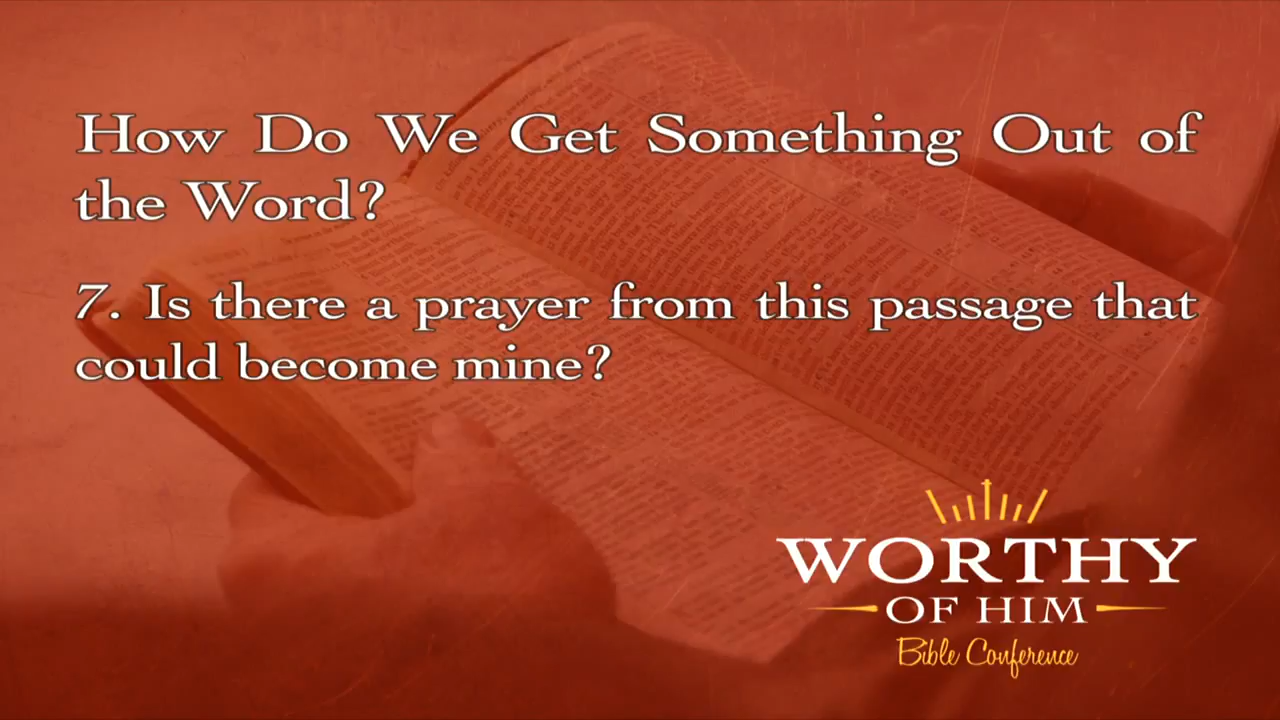 How Do We Get Something Out of
the Word?
7. Is there a prayer from this passage that
could become mine?
WORTHY
OF HIM
Bible Conference